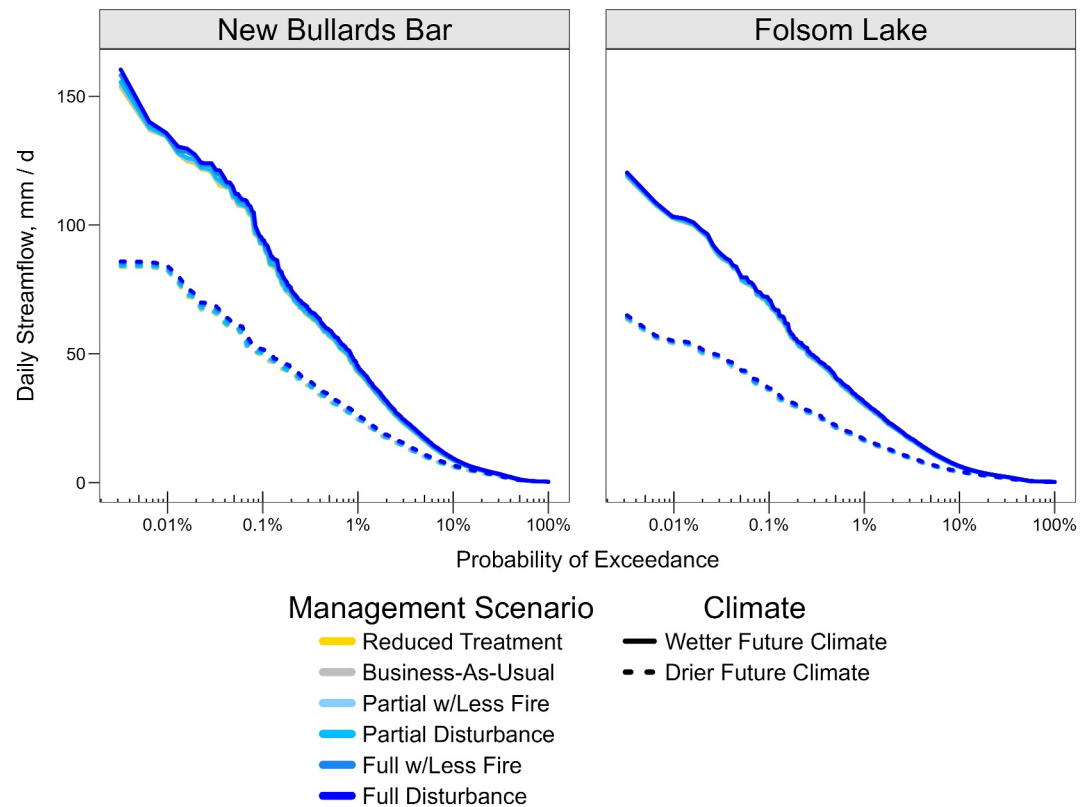 New Bullards Bar
Folsom Lake
Daily Streamflow, mm / d
150
100
50
0
0.01% 0.1% 1% 10% 100%
0.01% 0.1% 1% 10% 100%
Probability of Exceedance
Management Scenario
Reduced Treatment
Business-As-Usual
Partial w/Less Fire
Partial Disturbance
Full w/Less Fire
Full Disturbance
Climate
Wetter Future Climate
Drier Future Climate